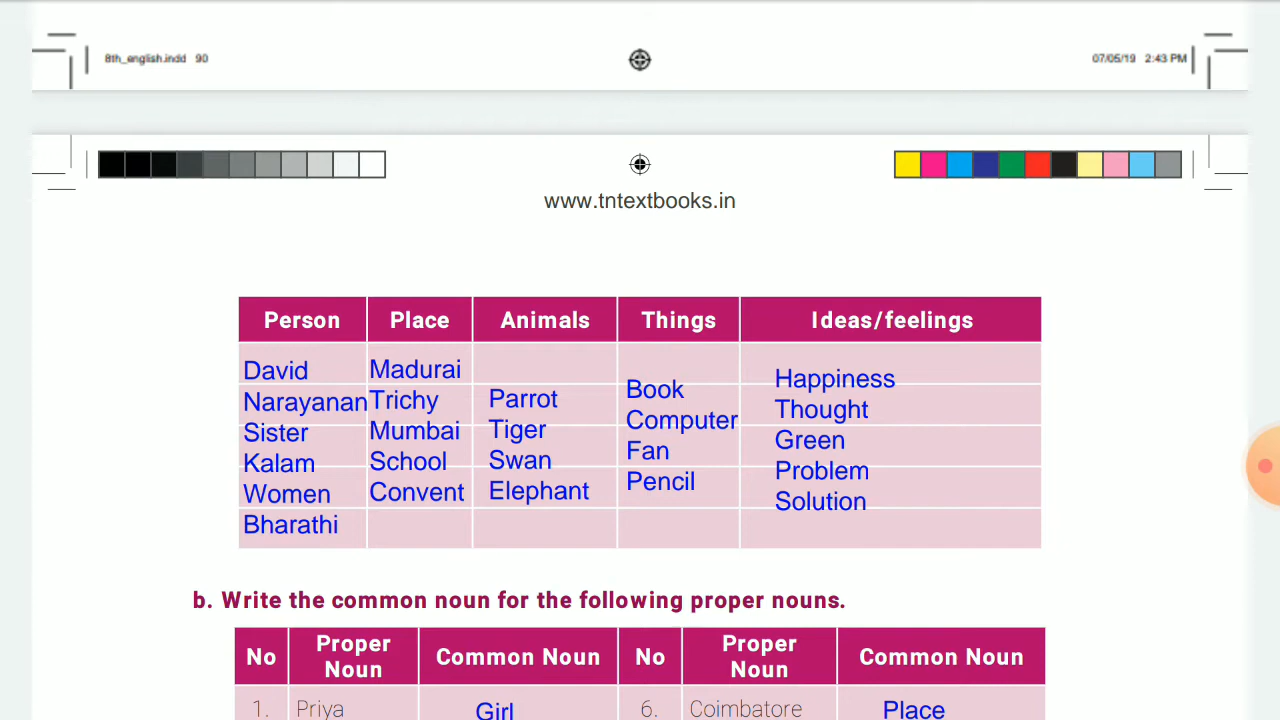 8th_english.indd 90 07/05/19 2:43 PM
www.tntextbooks.in
Person Place Animals Things Ideas/feelings
David Madurai Parrot Book Happiness
Narayanan Trichy Tiger Computer Thought
Sister Mumbai Swan Fan Green
Kalam School Elephant Pencil Problem
Women Convent Solution
Bharathi
b. Write the common noun for the following proper nouns.
No Proper Noun Common Noun No Proper Noun Common Noun
1. Priya Girl 6. Coimbatore Place